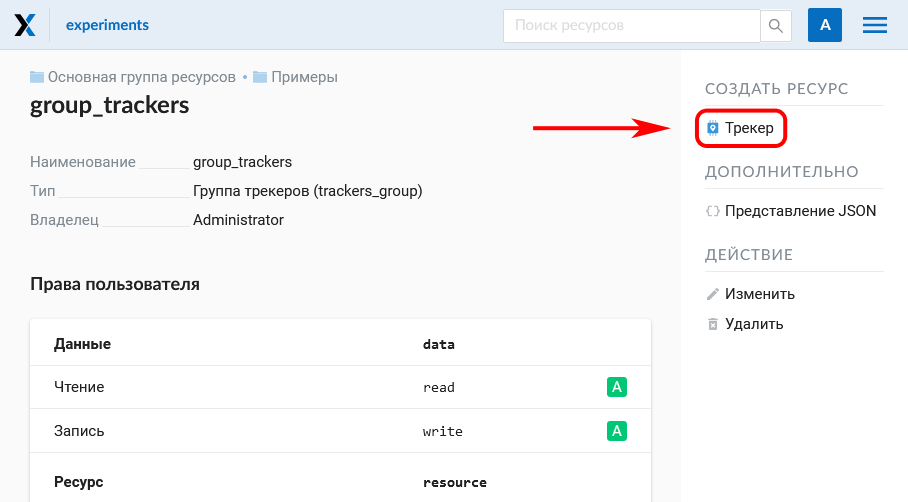 experiments
Поиск ресурсов
A
Основная группа ресурсов • Примеры
group_trackers
Наименование group_trackers
Тип Группа трекеров (trackers_group)
Владелец Administrator
Права пользователя
Данные data
Чтение read A
Запись write A
Ресурс resource
СОЗДАТЬ РЕСУРС
Трекер
ДОПОЛНИТЕЛЬНО
Представление JSON
ДЕЙСТВИЕ
Изменить
Удалить